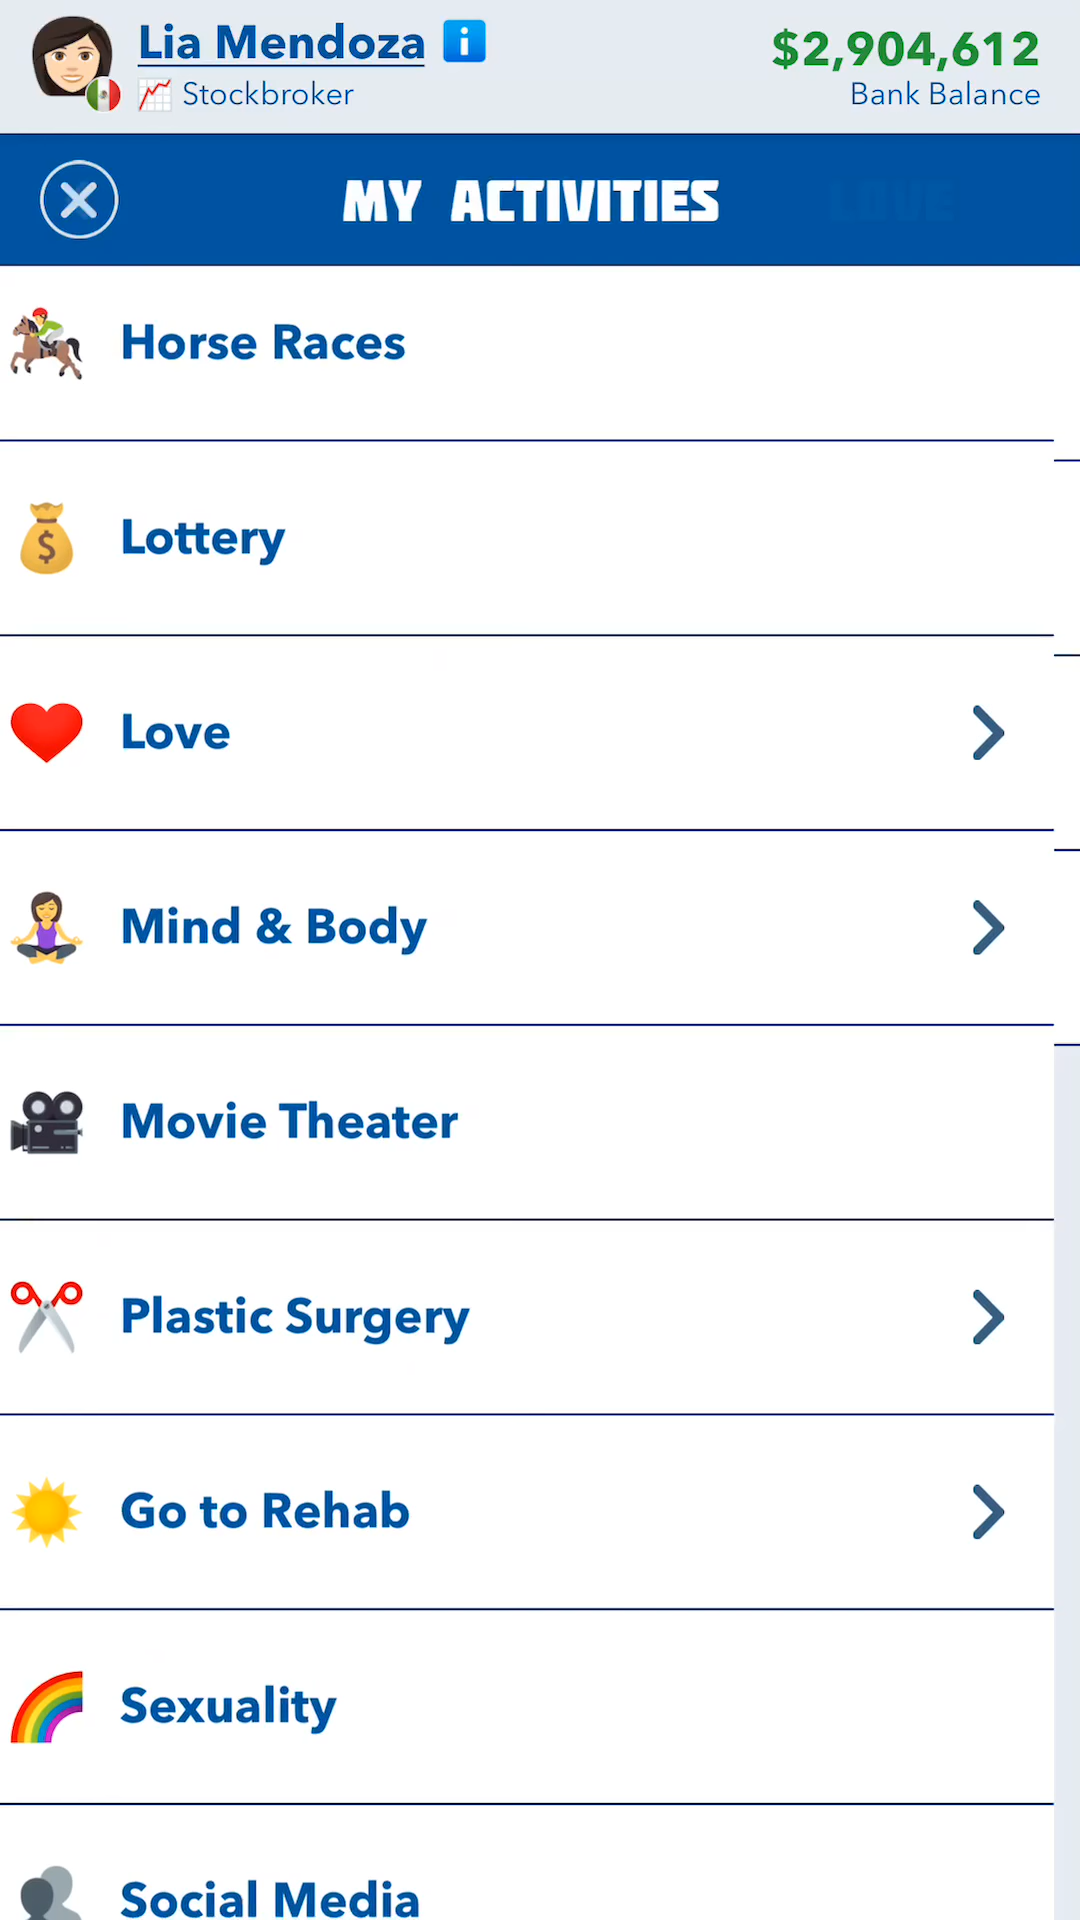 Lia Mendoza
$2,904,612
Stockbroker
Bank Balance
MY ACTIVITIES
LOVE
Horse Races
Lottery
Love
Mind & Body
Movie Theater
Plastic Surgery
Go to Rehab
Sexuality
Social Media